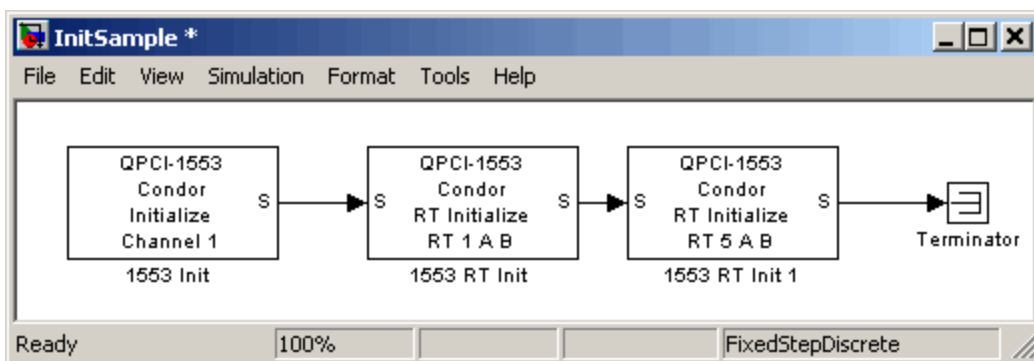 InitSample *
File Edit View Simulation Format Tools Help
QPCI-1553
Condor
Initialize
Channel 1
S
1553 Init
S
QPCI-1553
Condor
RT Initialize
RT 1 A B
S
1553 RT Init
S
QPCI-1553
Condor
RT Initialize
RT 5 A B
S
1553 RT Init 1
Terminator
Ready 100% FixedStepDiscrete